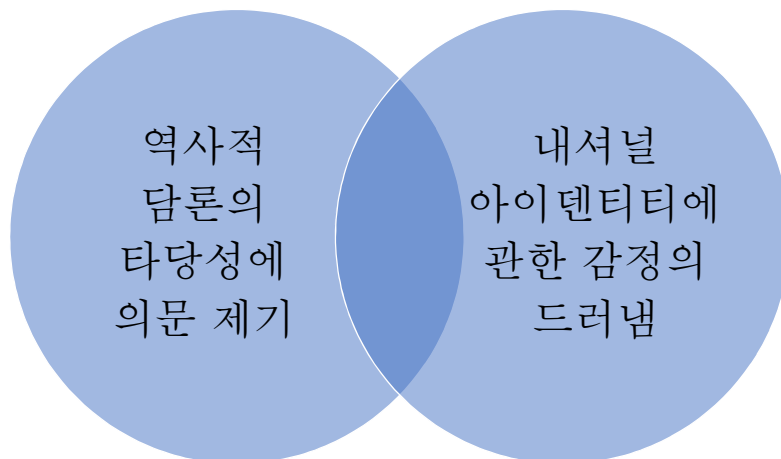 역사적
담론의
타당성에
의문 제기
내셔널
아이덴티티에
관한 감정의
드러냄